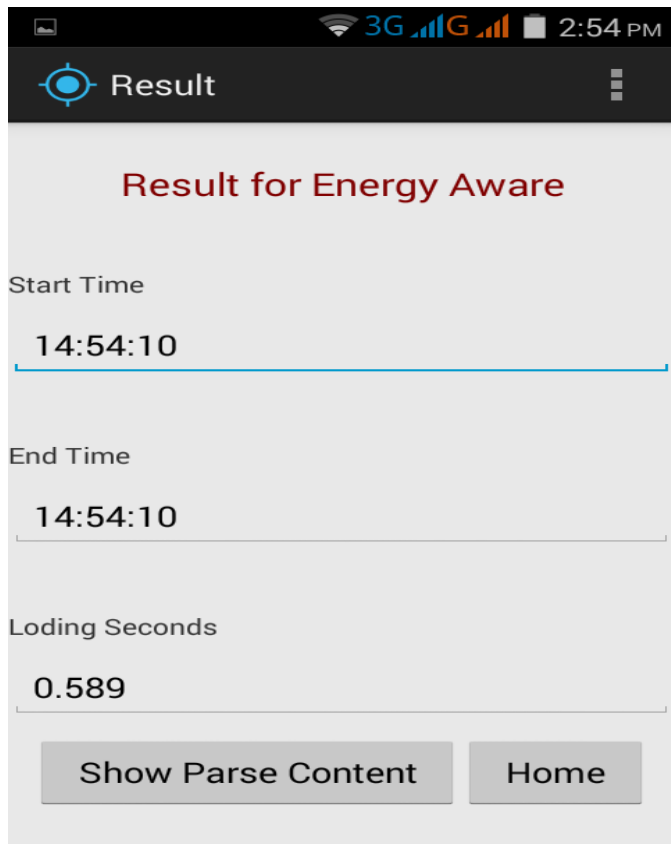 3G G 2:54 PM
Result
Result for Energy Aware
Start Time
14:54:10
End Time
14:54:10
Loding Seconds
0.589
Show Parse Content Home